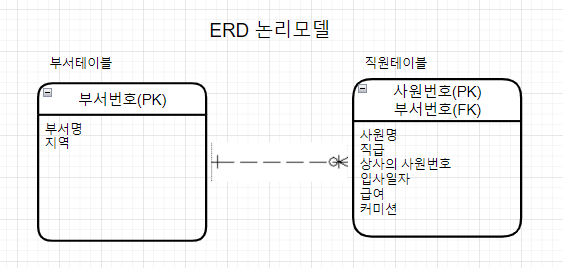 ERD 논리모델
부서테이블
부서번호(PK)
부서명
지역
직원테이블
사원번호(PK)
부서번호(FK)
사원명
직급
상사의 사원번호
입사일자
급여
커미션